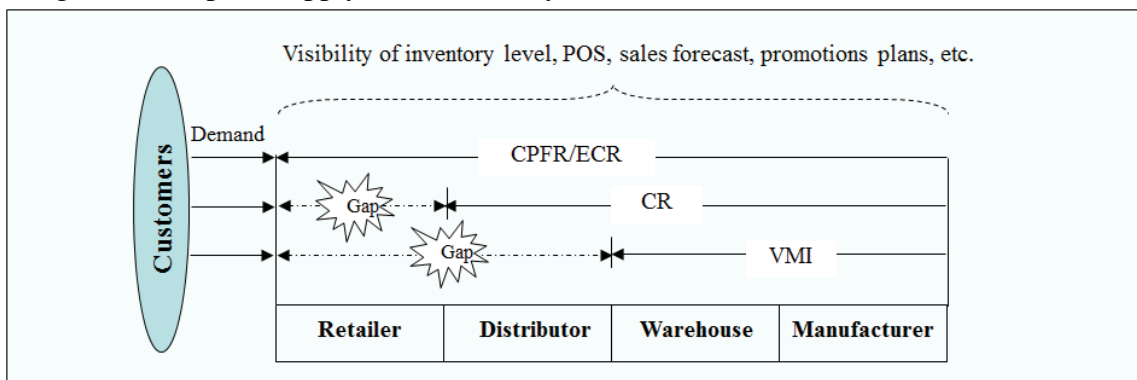 Visibility of inventory level, POS, sales forecast, promotions plans, etc.
Customers
Demand
CPFR/ECR
Gap
CR
Gap
VMI
Retailer
Distributor
Warehouse
Manufacturer